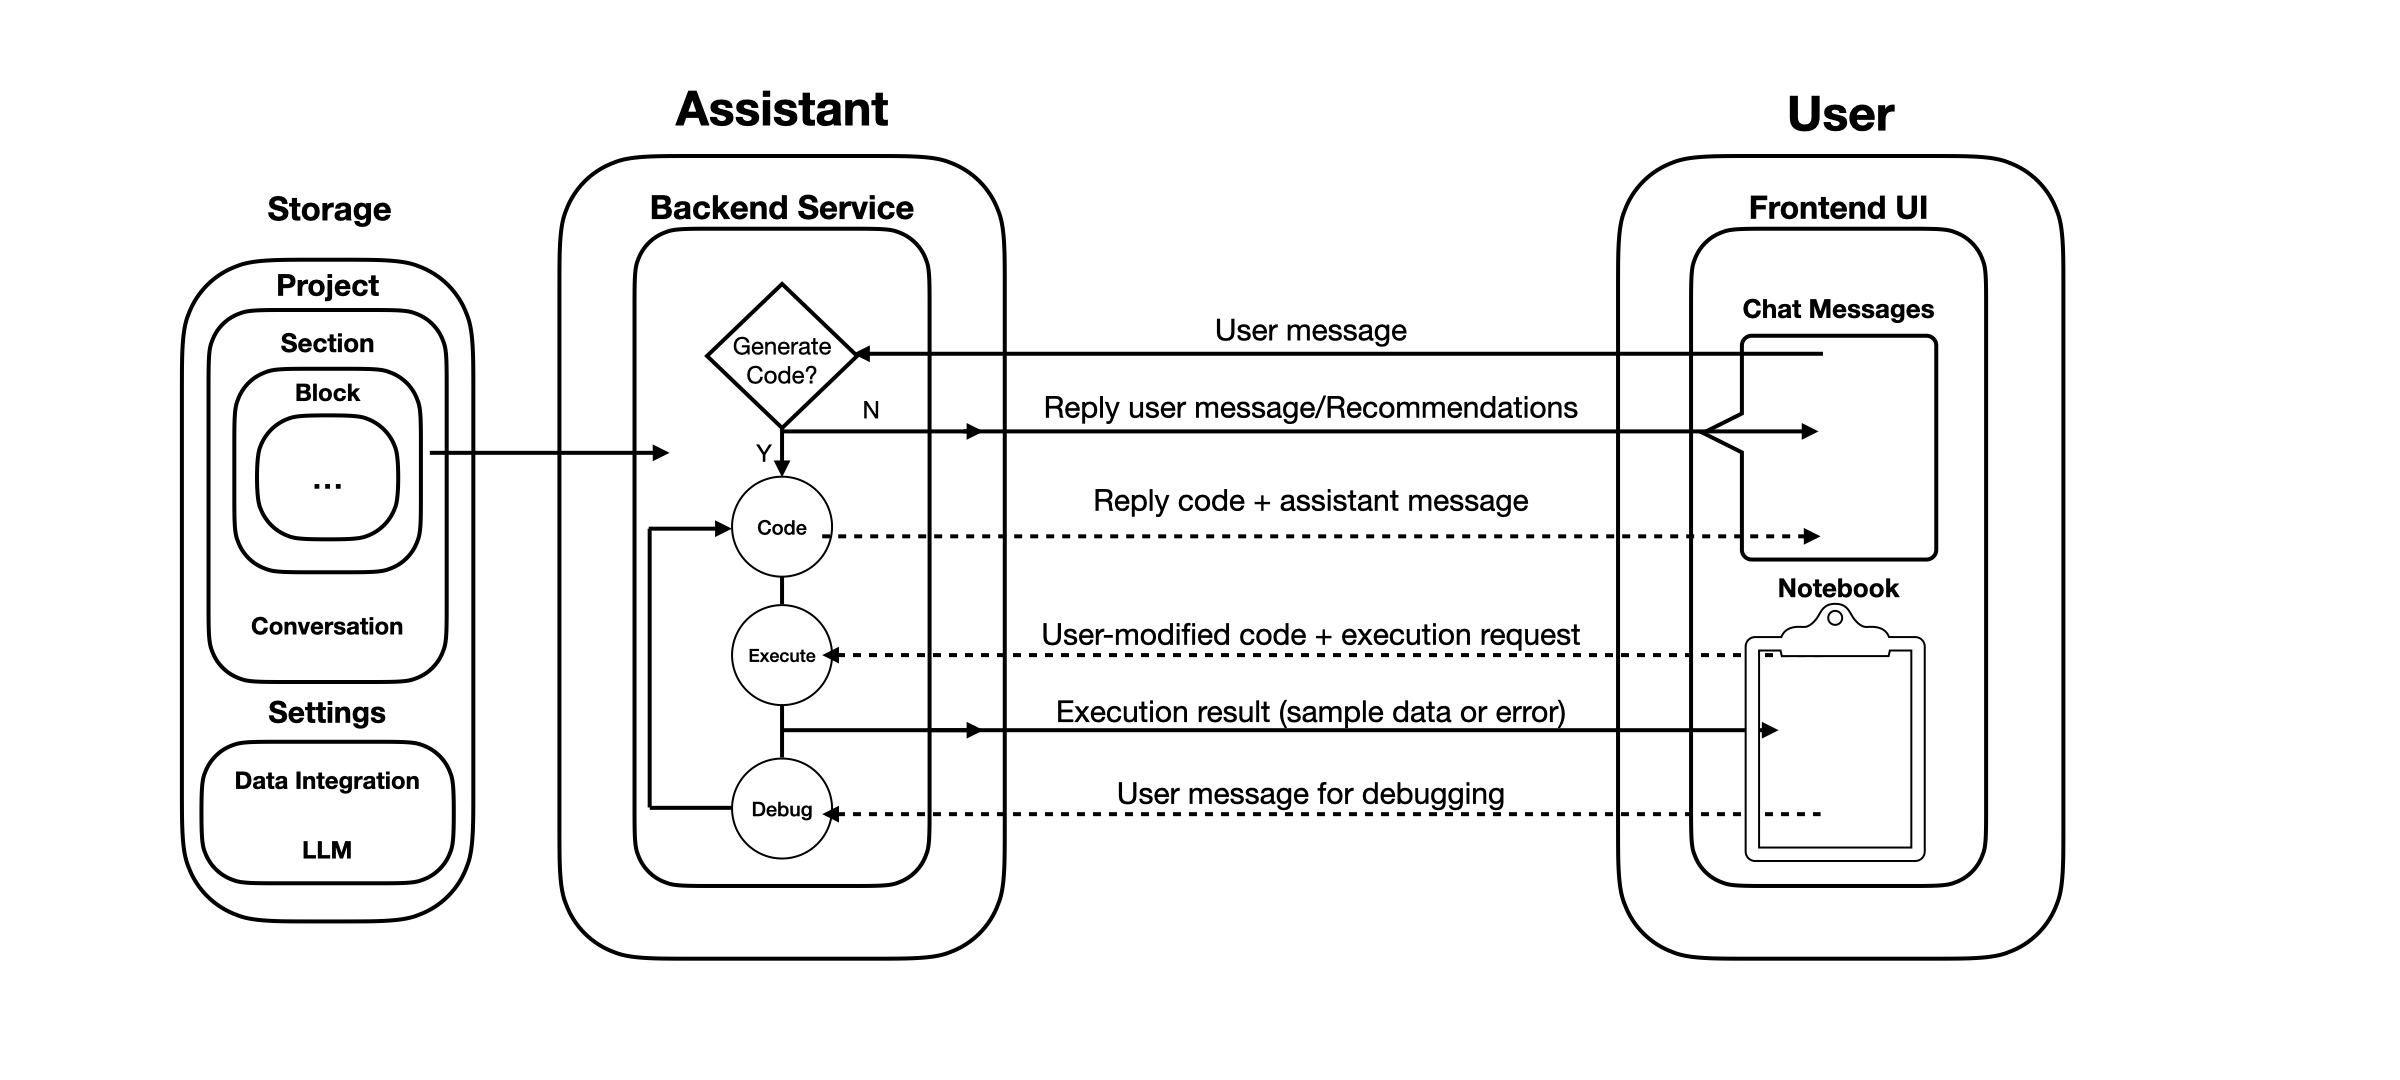 Assistant
User
Storage
Backend Service
Frontend UI
Project
Section
Block
...
Conversation
Settings
Data Integration
LLM
Generate
Code?
N
Y
Code
Execute
Debug
User message
Reply user message/Recommendations
Reply code + assistant message
User-modified code + execution request
Execution result (sample data or error)
User message for debugging
Chat Messages
Notebook